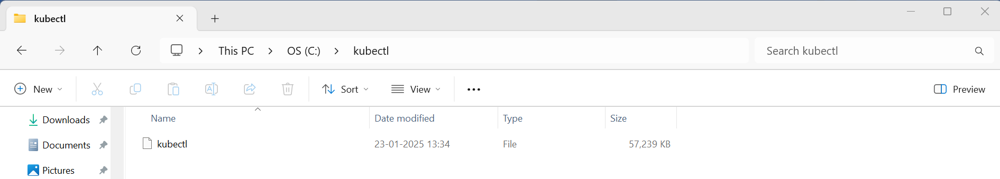 kubectl
This PC > OS (C:) > kubectl
Search kubectl
New
Sort
View
Preview
Downloads
Documents
Pictures
Name Date modified Type Size
kubectl 23-01-2025 13:34 File 57,239 KB